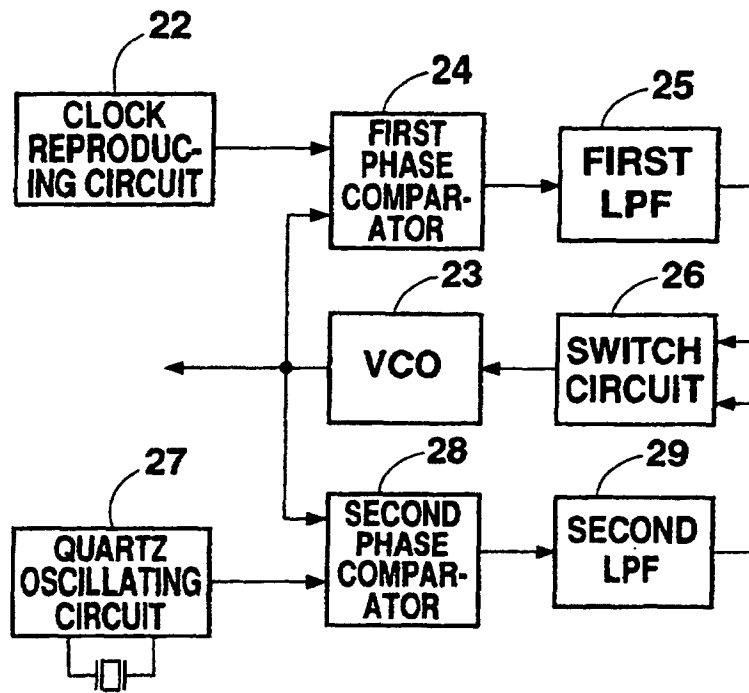 22
CLOCK
REPRODUC-
ING CIRCUIT
24
FIRST
PHASE
COMPAR-
ATOR
25
FIRST
LPF
23
VCO
26
SWITCH
CIRCUIT
27
QUARTZ
OSCILLATING
CIRCUIT
28
SECOND
PHASE
COMPAR-
ATOR
29
SECOND
LPF